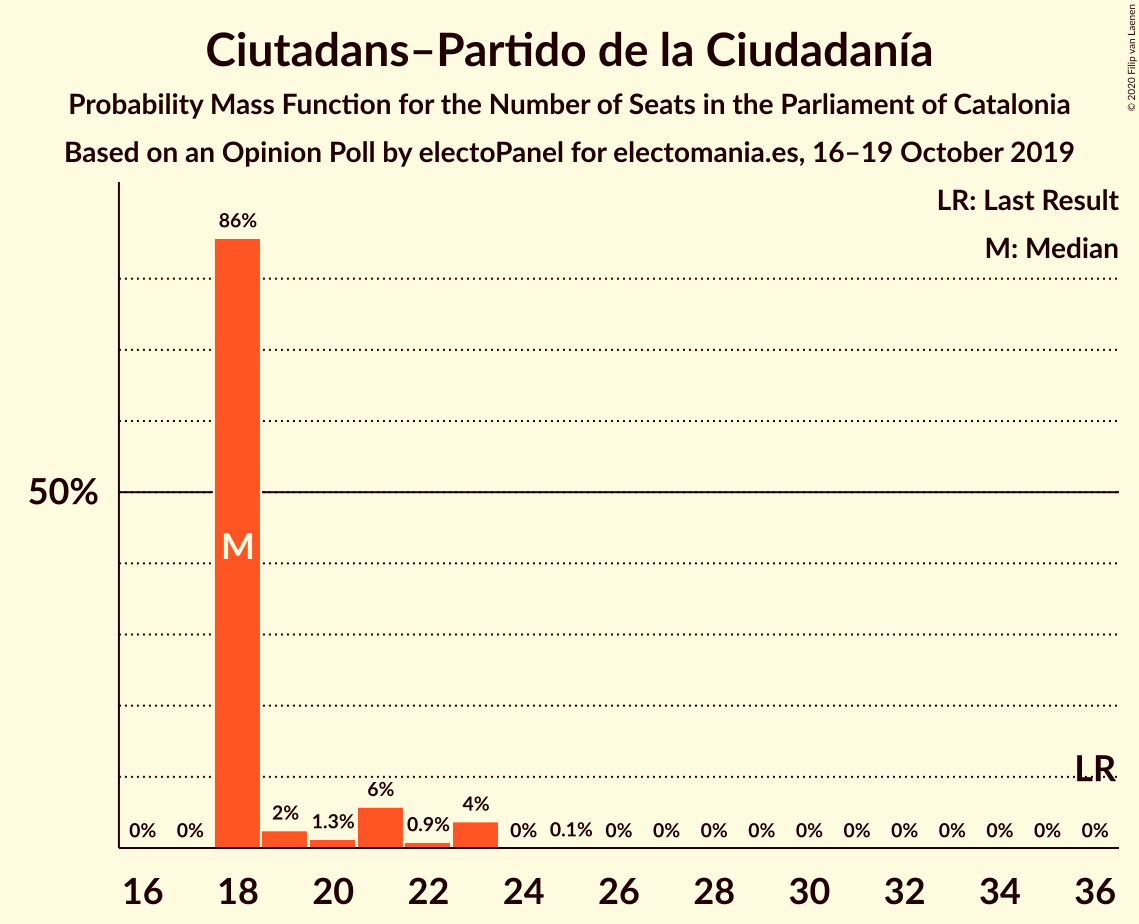 Ciutadans–Partido de la Ciudadanía
Probability Mass Function for the Number of Seats in the Parliament of Catalonia
Based on an Opinion Poll by electoPanel for electomania.es, 16–19 October 2019
© 2020 Filip van Laenen
LR: Last Result
M: Median
86%
50%
M
LR
0% 0% 2% 1.3% 6% 0.9% 4% 0% 0.1% 0% 0% 0% 0% 0% 0% 0% 0% 0% 0% 0%
16 18 20 22 24 26 28 30 32 34 36